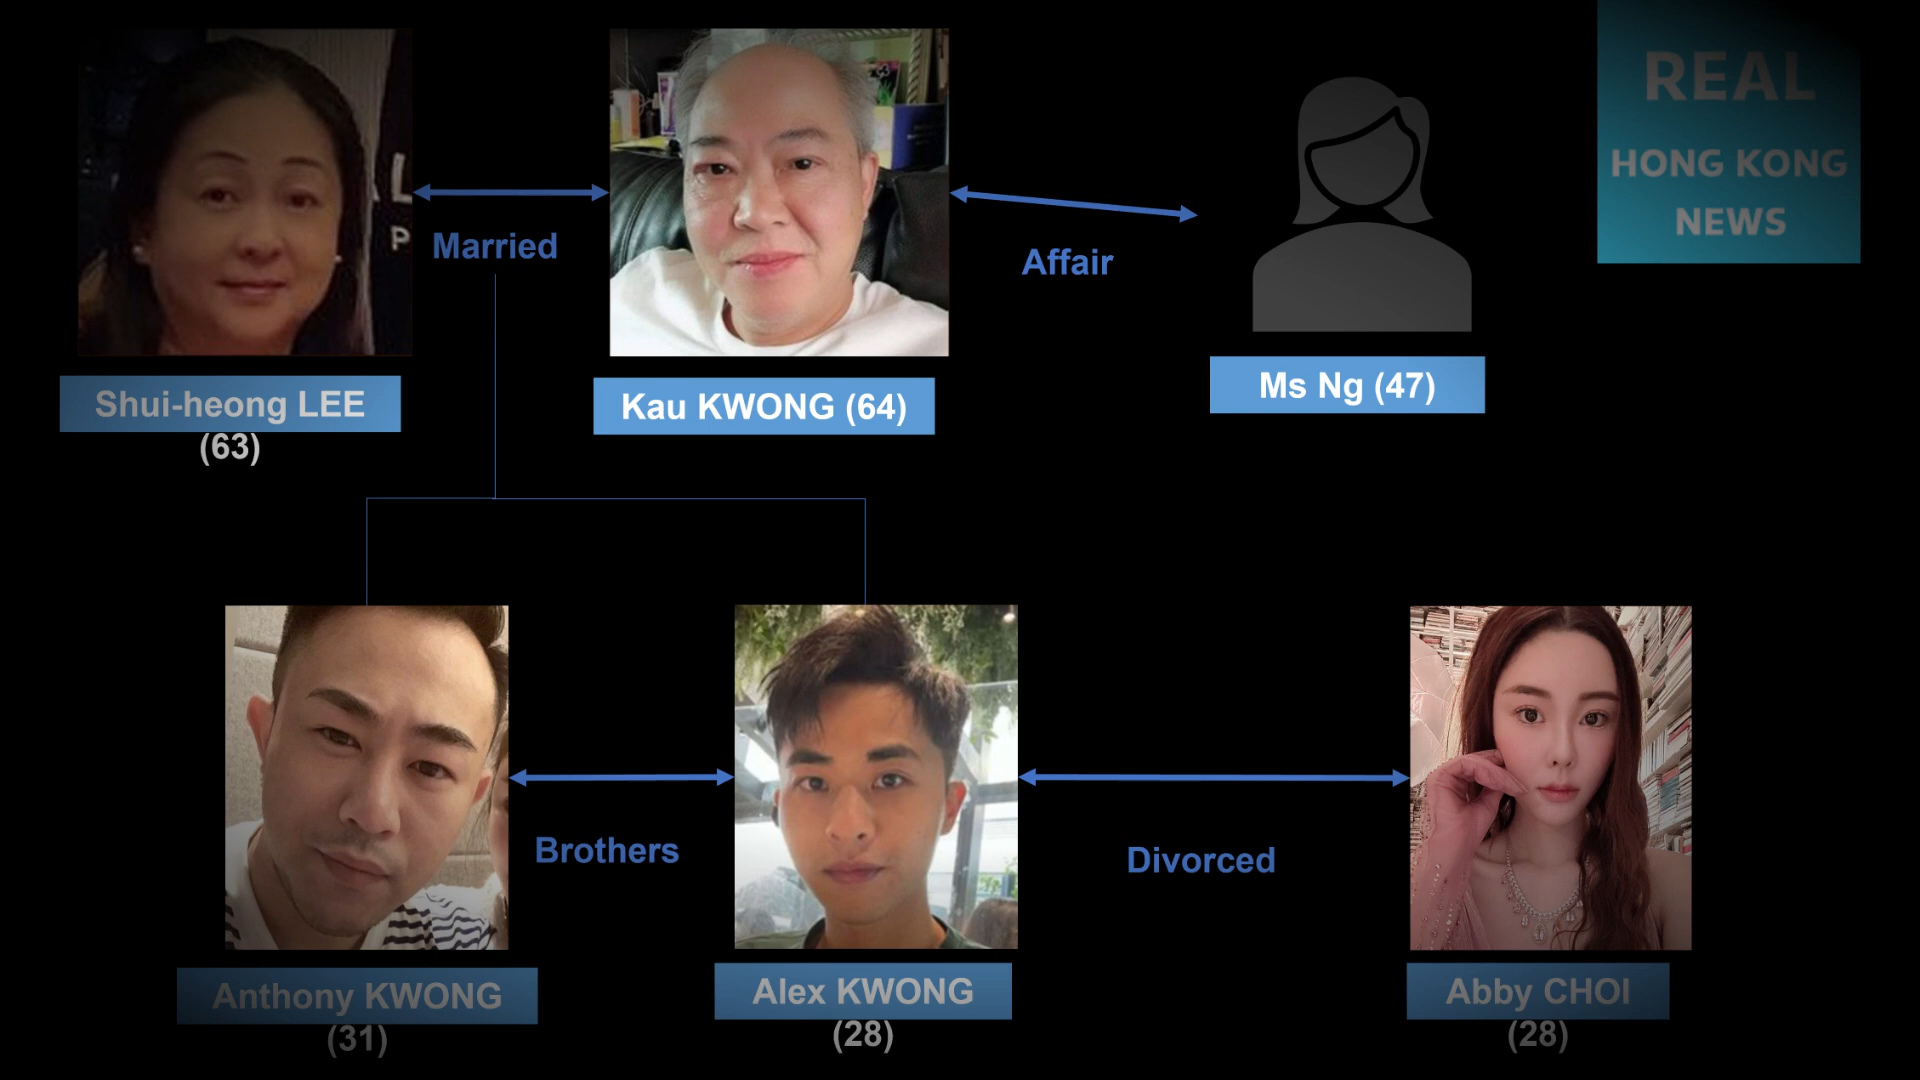 REAL
HONG KONG
NEWS
Married
Affair
Shui-heong LEE
(63)
Kau KWONG (64)
Ms Ng (47)
Brothers
Divorced
Anthony KWONG
(31)
Alex KWONG
(28)
Abby CHOI
(28)